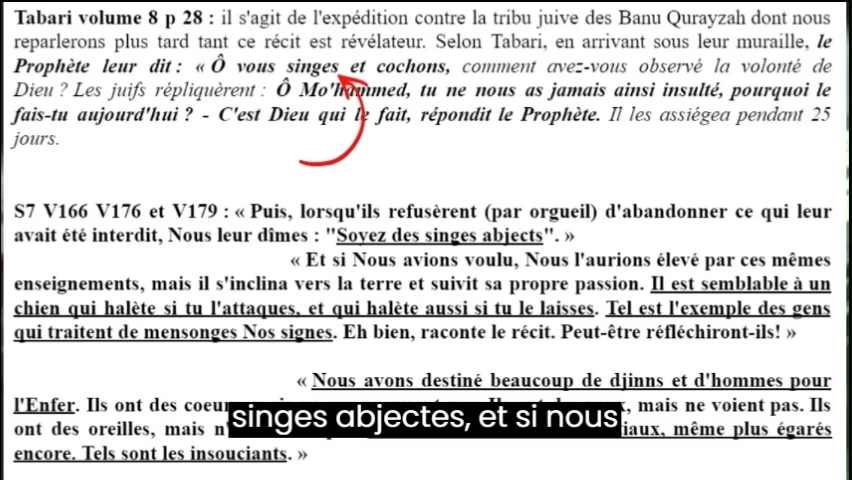 Tabari volume 8 p 28 : il s'agit de l'expédition contre la tribu juive des Banu Qurayzah dont nous
reparlerons plus tard tant ce récit est révélateur. Selon Tabari, en arrivant sous leur muraille, le
Prophète leur dit : « Ô vous singes et cochons, comment avez-vous observé la volonté de
Dieu ? Les juifs répliquèrent : Ô Mo'hammed, tu ne nous as jamais ainsi insulté, pourquoi le
fais-tu aujourd'hui ? - C'est Dieu qui le fait, répondit le Prophète. Il les assiégea pendant 25
jours.
S7 V166 V176 et V179 : « Puis, lorsqu'ils refusèrent (par orgueil) d'abandonner ce qui leur
avait été interdit, Nous leur dîmes : "Soyez des singes abjects". »
« Et si Nous avions voulu, Nous l'aurions élevé par ces mêmes
enseignements, mais il s'inclina vers la terre et suivit sa propre passion. Il est semblable à un
chien qui halète si tu l'attaques, et qui halète aussi si tu le laisses. Tel est l'exemple des gens
qui traitent de mensonges Nos signes. Eh bien, raconte le récit. Peut-être réfléchiront-ils! »
« Nous avons destiné beaucoup de djinns et d'hommes pour
l'Enfer. Ils ont des coeurs mais ne voient pas. Ils
ont des oreilles, mais même plus égarés
encore. Tels sont les insouciants. »
singes abjectes, et si nous